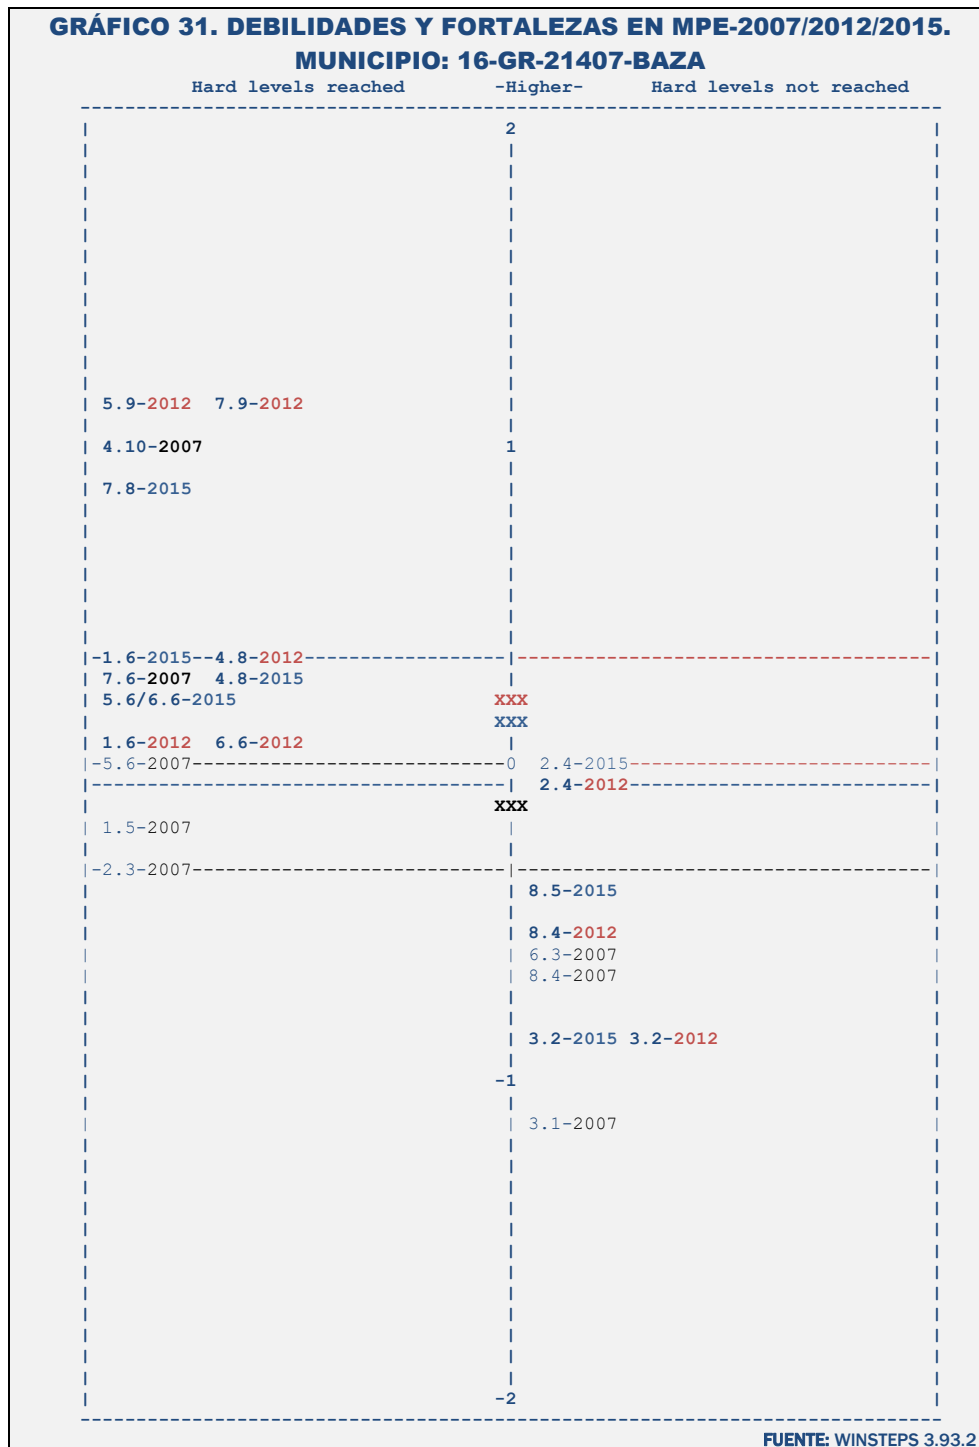 GRÁFICO 31. DEBILIDADES Y FORTALEZAS EN MPE-2007/2012/2015.
MUNICIPIO: 16-GR-21407-BAZA
Hard levels reached -Higher- Hard levels not reached
2
5.9-2012 7.9-2012
4.10-2007 1
7.8-2015
-1.6-2015--4.8-2012
7.6-2007 4.8-2015
5.6/6.6-2015 XXX
XXX
1.6-2012 6.6-2012
-5.6-2007 0 2.4-2015
2.4-2012
XXX
1.5-2007
-2.3-2007
8.5-2015
8.4-2012
6.3-2007
8.4-2007
3.2-2015 3.2-2012
-1
3.1-2007
-2
FUENTE: WINSTEPS 3.93.2